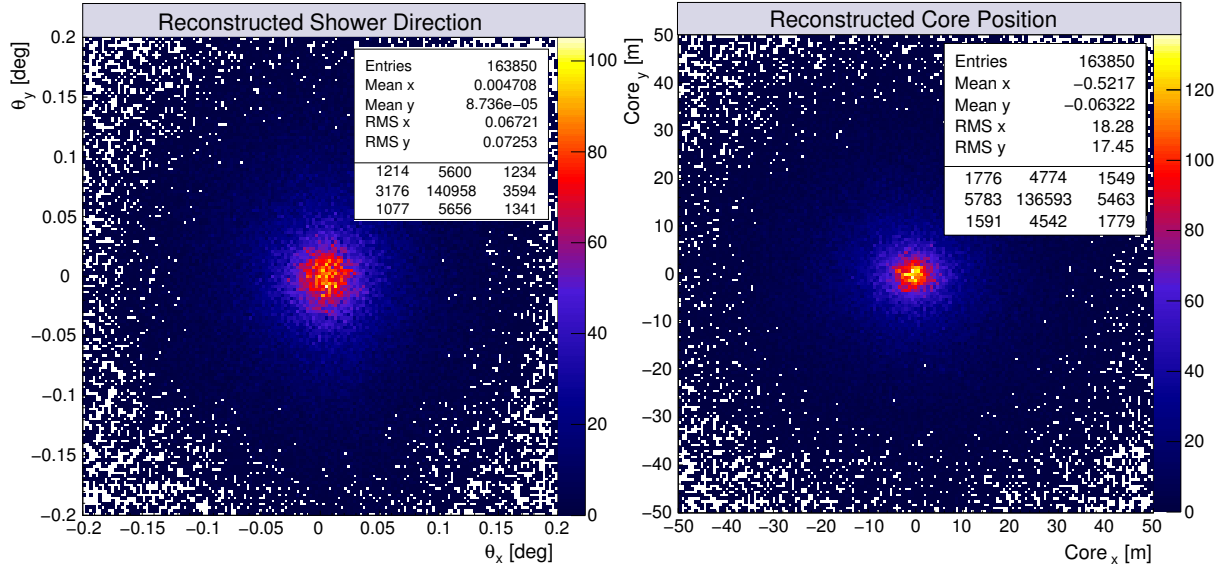 Reconstructed Shower Direction
θy [deg]
0.2
0.15
0.1
0.05
0
−0.05
−0.1
−0.15
−0.2
−0.2 −0.15 −0.1 −0.05 0 0.05 0.1 0.15 0.2
θx [deg]
Entries 163850
Mean x 0.004708
Mean y 8.736e−05
RMS x 0.06721
RMS y 0.07253
1214 5600 1234
3176 140958 3594
1077 5656 1341
100
80
60
40
20
0
Reconstructed Core Position
Core y [m]
50
40
30
20
10
0
−10
−20
−30
−40
−50
−50 −40 −30 −20 −10 0 10 20 30 40 50
Core x [m]
Entries 163850
Mean x −0.5217
Mean y −0.06322
RMS x 18.28
RMS y 17.45
1776 4774 1549
5783 136593 5463
1591 4542 1779
120
100
80
60
40
20
0